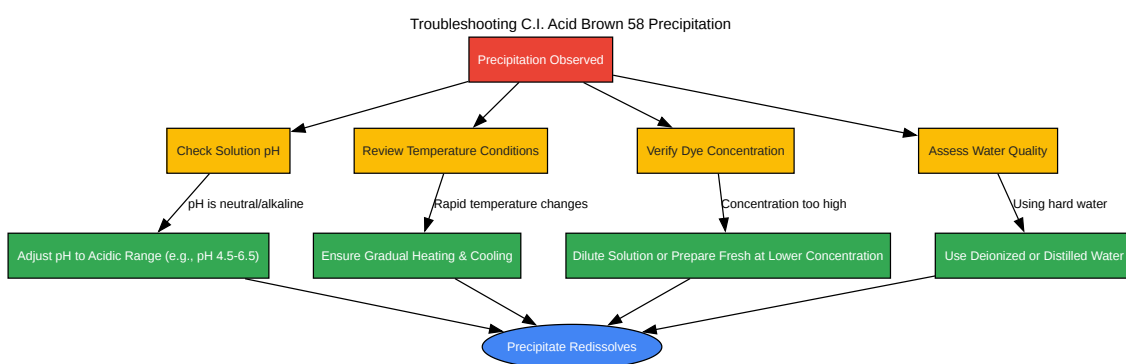 Troubleshooting C.I. Acid Brown 58 Precipitation
Precipitation Observed
Check Solution pH
Review Temperature Conditions
Verify Dye Concentration
Assess Water Quality
pH is neutral/alkaline
Rapid temperature changes
Concentration too high
Using hard water
Adjust pH to Acidic Range (e.g., pH 4.5-6.5)
Ensure Gradual Heating & Cooling
Dilute Solution or Prepare Fresh at Lower Concentration
Use Deionized or Distilled Water
Precipitate Redissolves